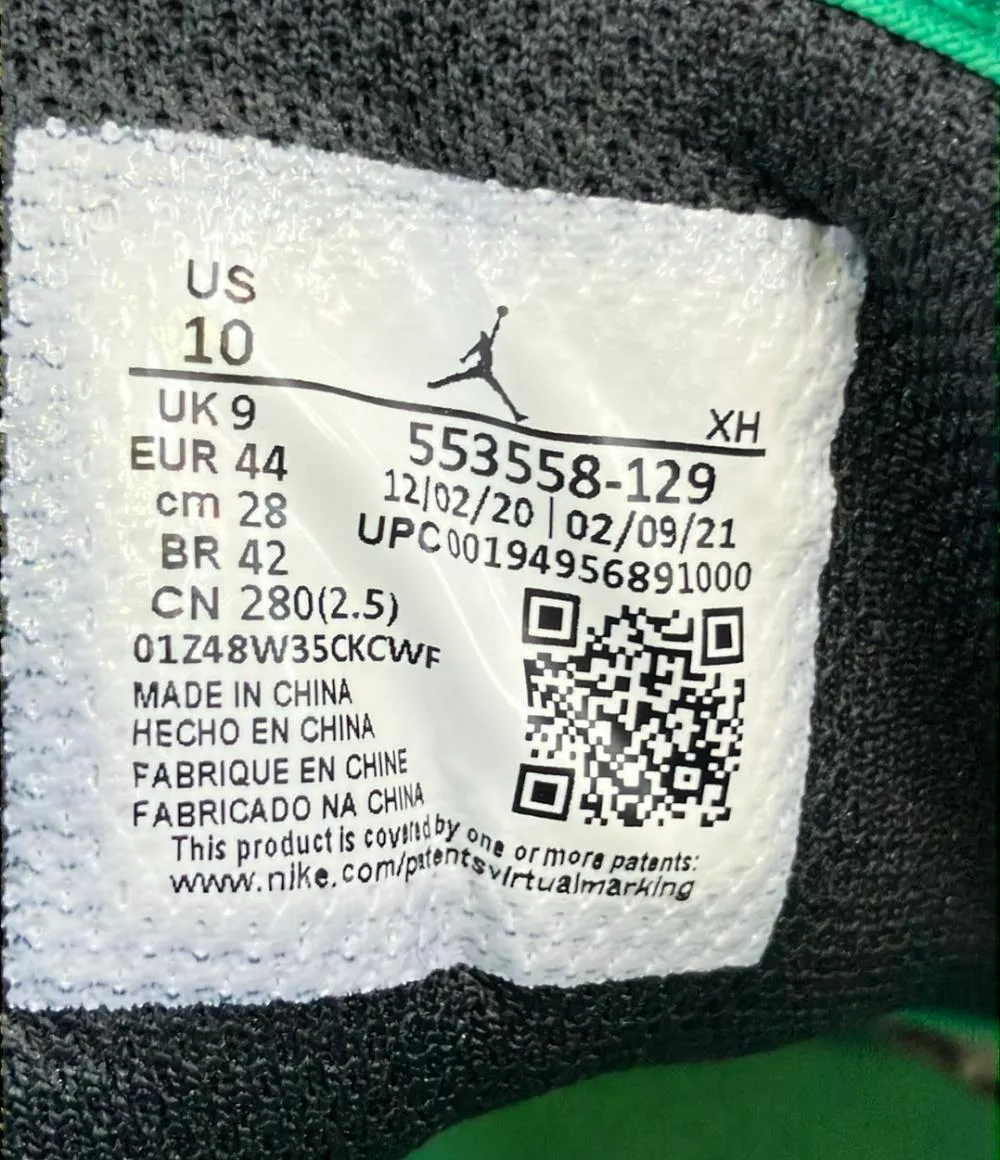 US
10
XH
UK 9
EUR 44
cm 28
BR 42
CN 280(2.5)
01Z48W35CKCWF
553558-129
12/02/20 | 02/09/21
UPC00194956891000
MADE IN CHINA
HECHO EN CHINA
FABRIQUE EN CHINE
FABRICADO NA CHINA
This product is covered by one or more patents:
www.nike.com/patentsvirtualmarking